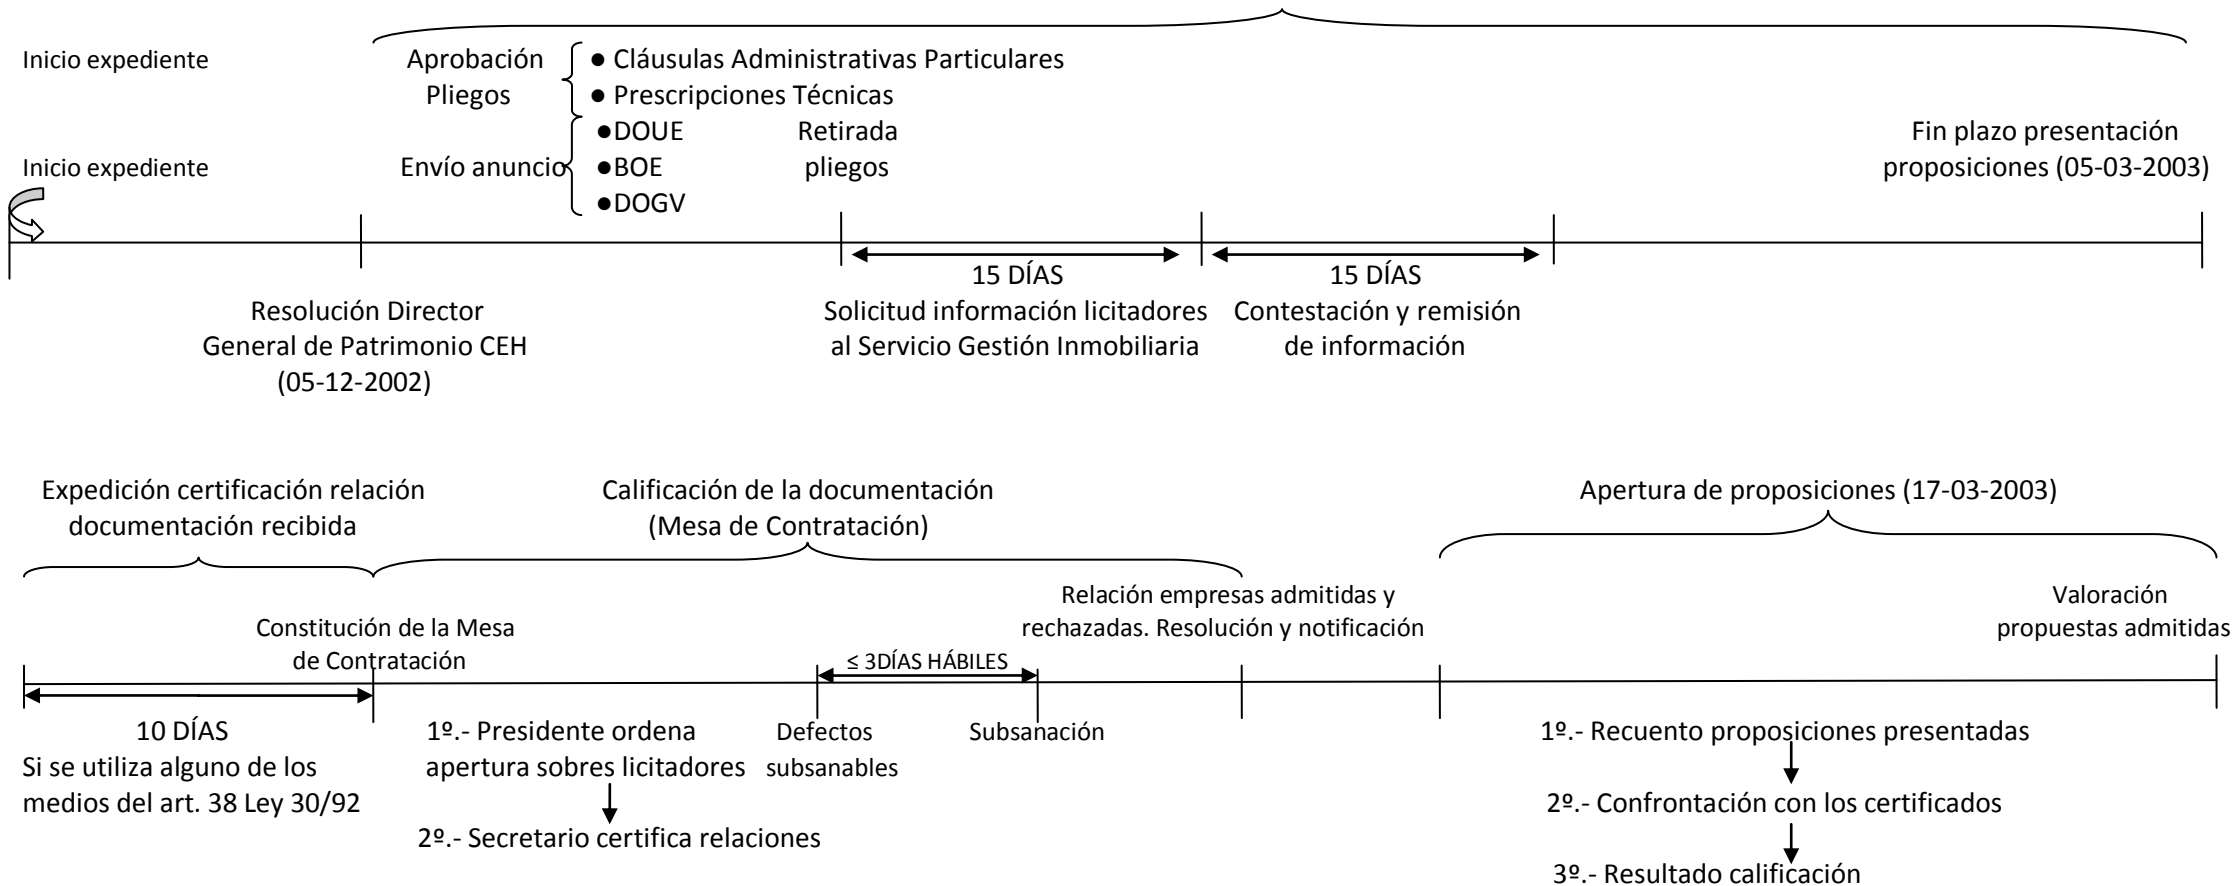 Inicio expediente
Aprobación
Pliegos
● Cláusulas Administrativas Particulares
● Prescripciones Técnicas
Inicio expediente
Envío anuncio
●DOUE
●BOE
●DOGV
Retirada
pliegos
Fin plazo presentación
proposiciones (05-03-2003)
Resolución Director
General de Patrimonio CEH
(05-12-2002)
15 DÍAS
Solicitud información licitadores
al Servicio Gestión Inmobiliaria
15 DÍAS
Contestación y remisión
de información
Expedición certificación relación
documentación recibida
Calificación de la documentación
(Mesa de Contratación)
Apertura de proposiciones (17-03-2003)
Constitución de la Mesa
de Contratación
≤ 3DÍAS HÁBILES
Relación empresas admitidas y
rechazadas. Resolución y notificación
Valoración
propuestas admitidas
10 DÍAS
Si se utiliza alguno de los
medios del art. 38 Ley 30/92
1º.- Presidente ordena
apertura sobres licitadores
2º.- Secretario certifica relaciones
Defectos
subsanables
Subsanación
1º.- Recuento proposiciones presentadas
2º.- Confrontación con los certificados
3º.- Resultado calificación